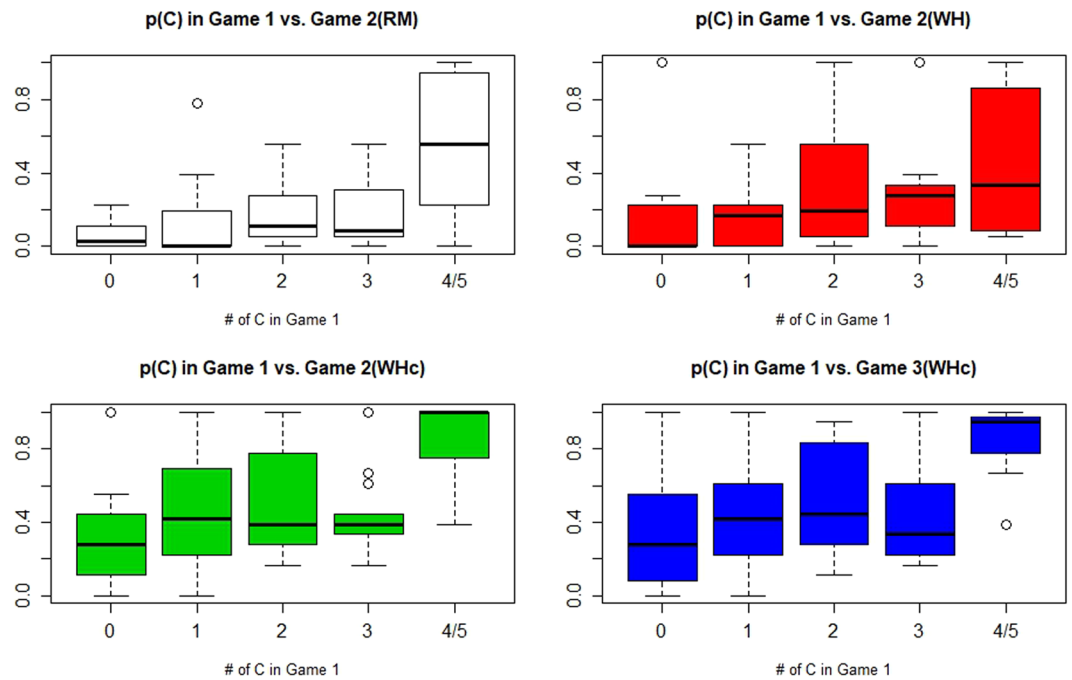 p(C) in Game 1 vs. Game 2(RM)
0.8
0.4
0.0
0 1 2 3 4/5
# of C in Game 1
p(C) in Game 1 vs. Game 2(WH)
0.8
0.4
0.0
0 1 2 3 4/5
# of C in Game 1
p(C) in Game 1 vs. Game 2(WHc)
0.8
0.4
0.0
0 1 2 3 4/5
# of C in Game 1
p(C) in Game 1 vs. Game 3(WHc)
0.8
0.4
0.0
0 1 2 3 4/5
# of C in Game 1